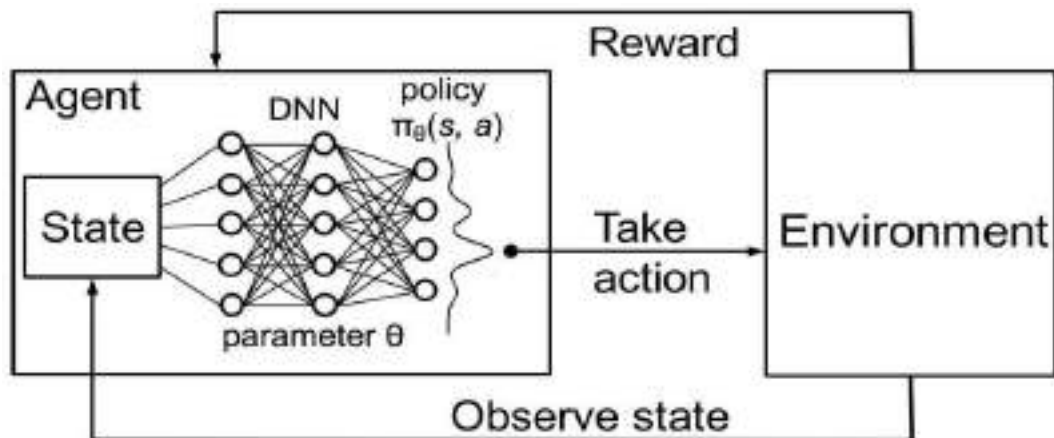 Reward
Agent
policy
DNN
πθ(s, a)
State
Take
action
Environment
parameter θ
Observe state